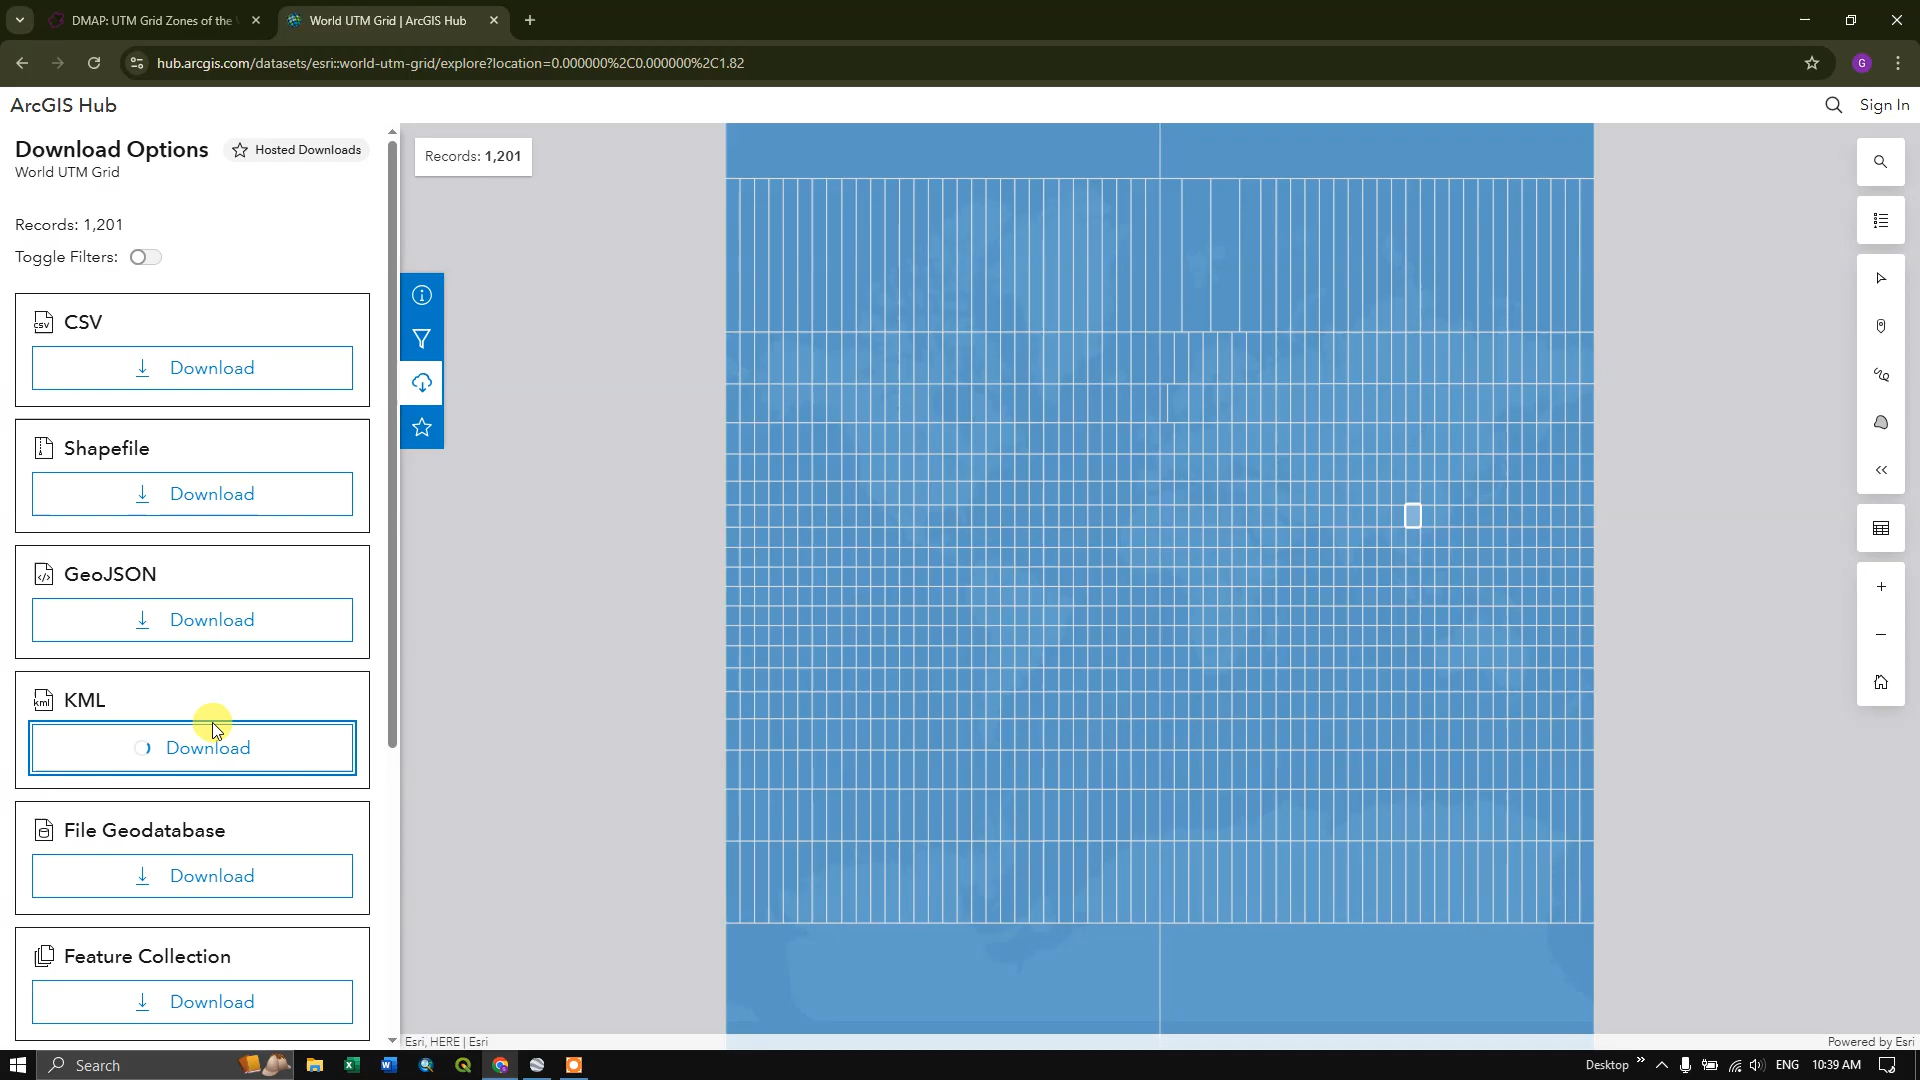 DMAP: UTM Grid Zones of the
World UTM Grid | ArcGIS Hub
hub.arcgis.com/datasets/esri::world-utm-grid/explore?location=0.000000%2C0.000000%2C1.82
G
ArcGIS Hub
Sign In
Download Options
Hosted Downloads
World UTM Grid
Records: 1,201
Records: 1,201
Toggle Filters:
CSV
CSV
Download
Shapefile
Download
GeoJSON
Download
kml
KML
Download
File Geodatabase
Download
Feature Collection
Download
Esri, HERE | Esri
Powered by Esri
Search
Desktop
ENG
10:39 AM